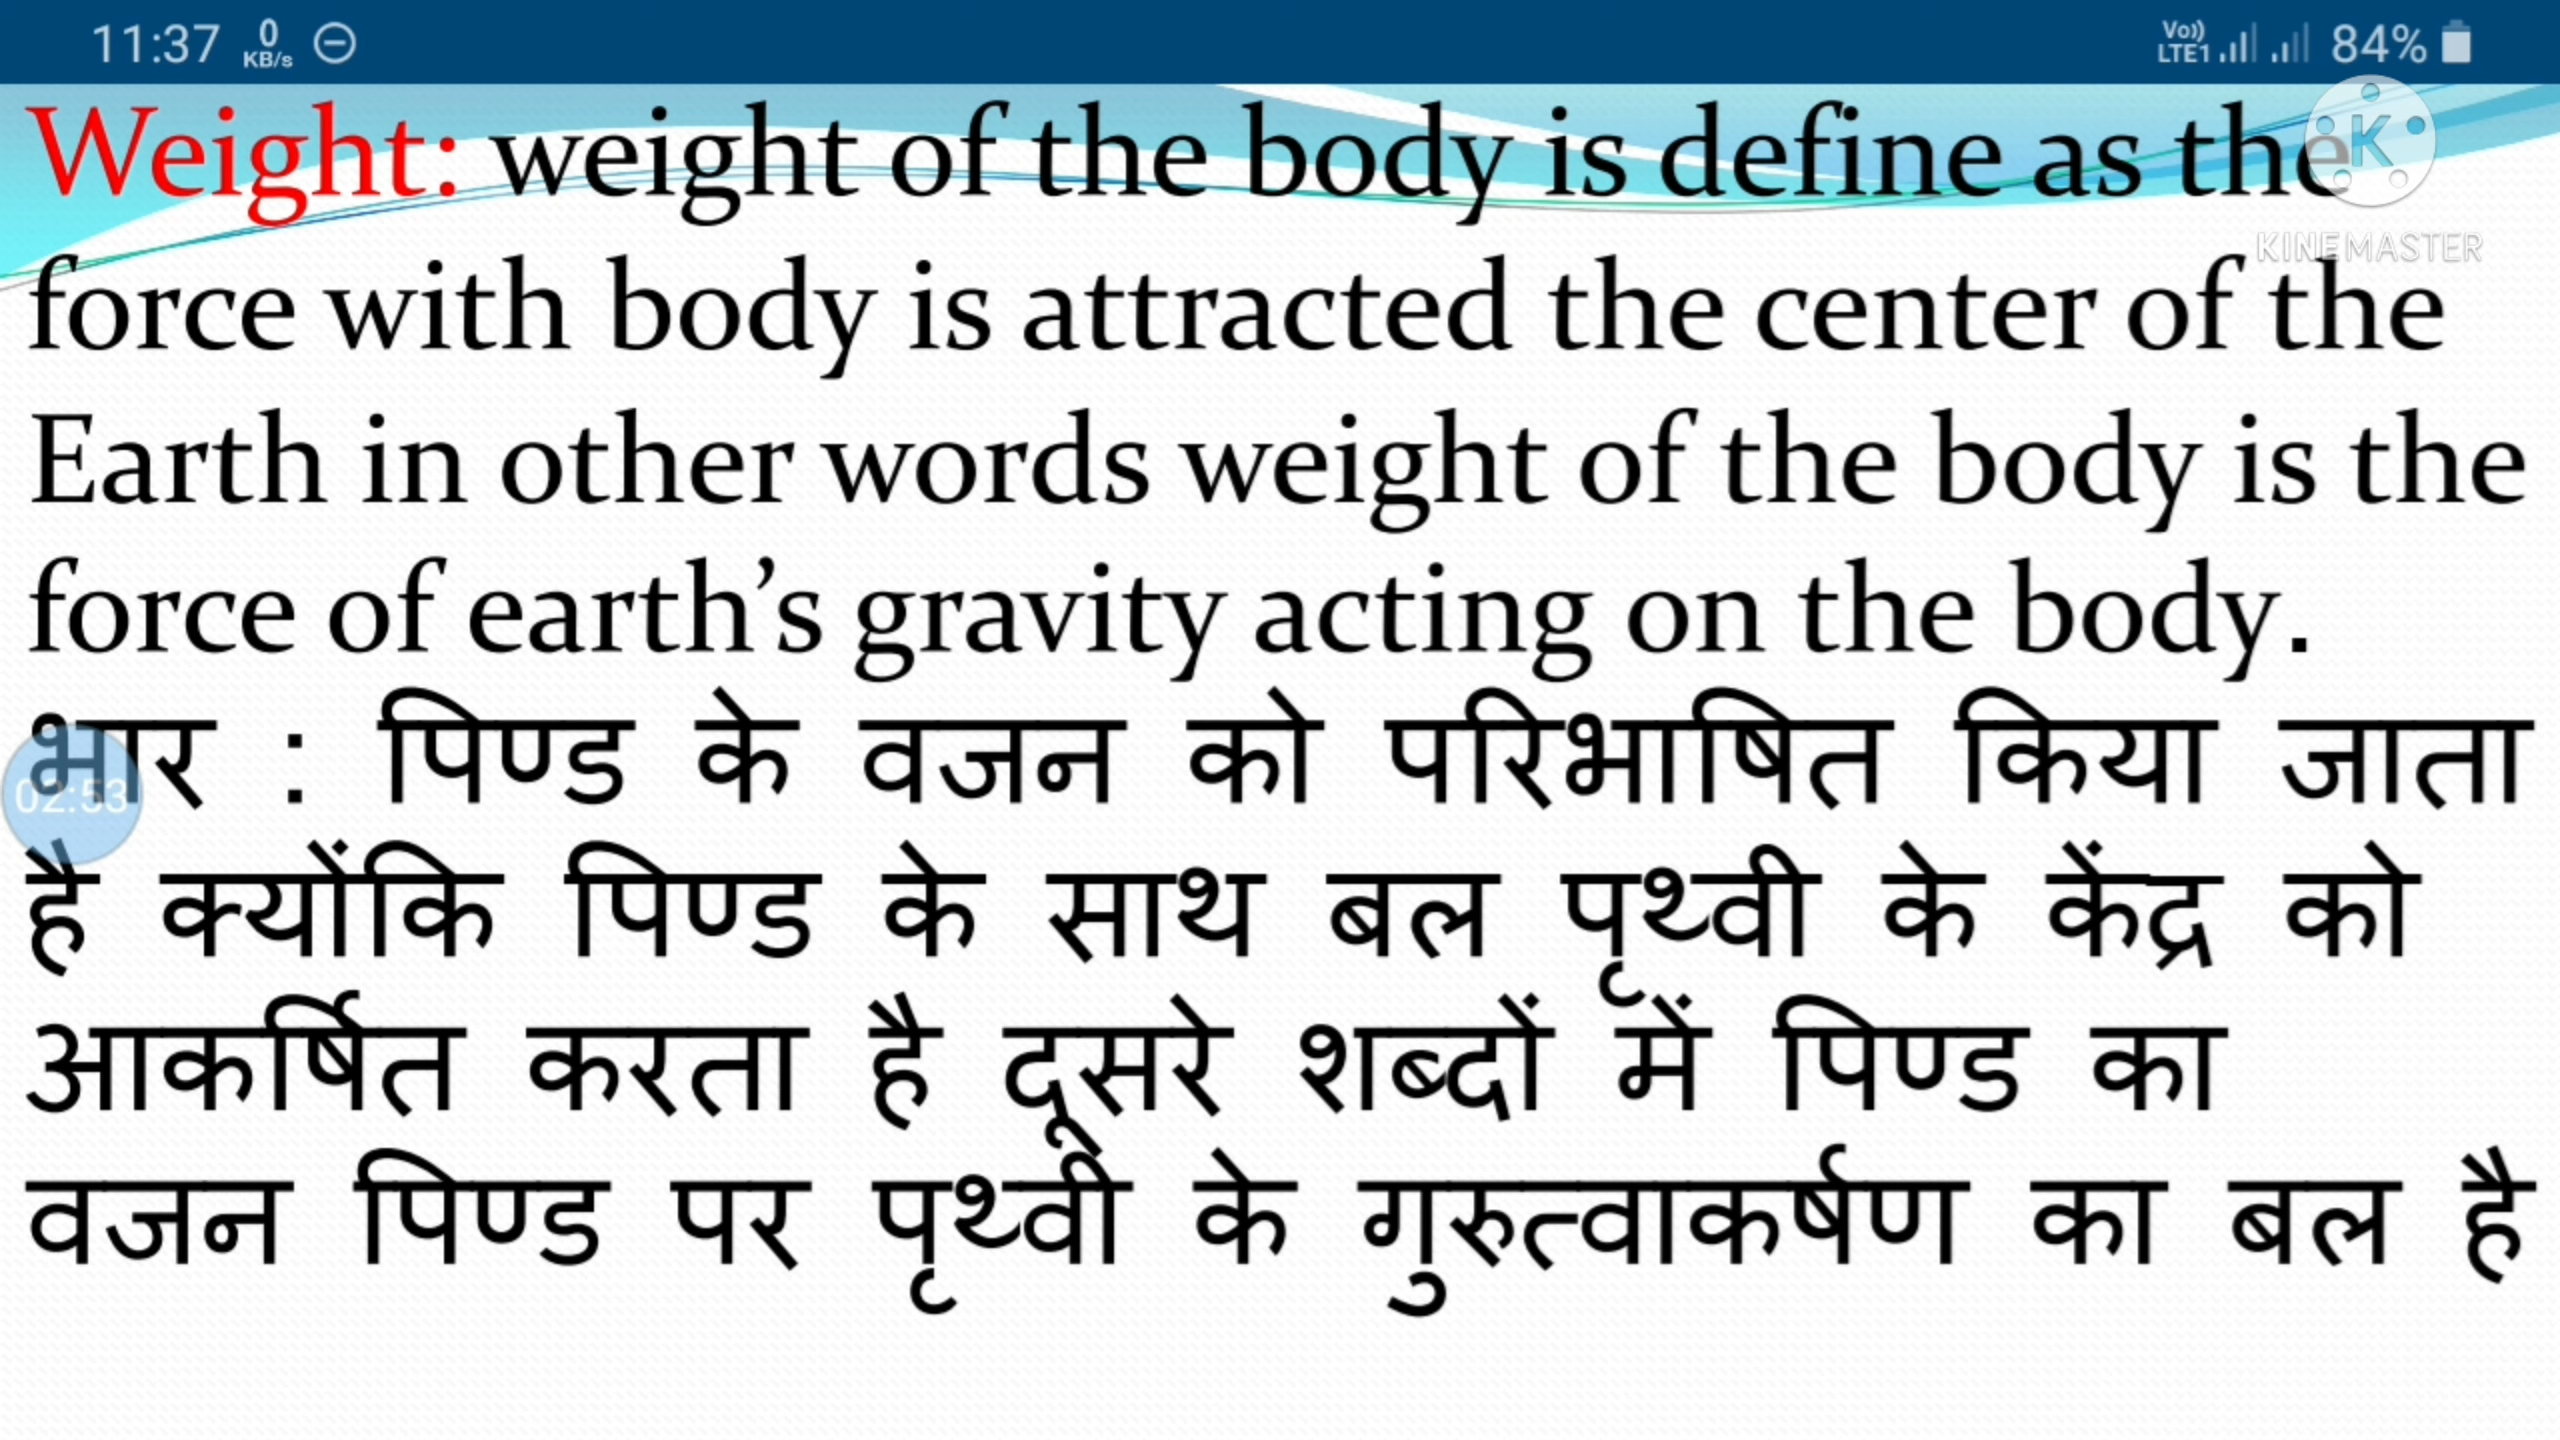 11:37 0 KB/s Vo)) LTE1 84%
Weight: weight of the body is define as the
KINEMASTER
force with body is attracted the center of the
Earth in other words weight of the body is the
force of earth’s gravity acting on the body.
भार : पिण्ड के वजन को परिभाषित किया जाता
02:53
है क्योंकि पिण्ड के साथ बल पृथ्वी के केंद्र को
आकर्षित करता है दूसरे शब्दों में पिण्ड का
वजन पिण्ड पर पृथ्वी के गुरुत्वाकर्षण का बल है